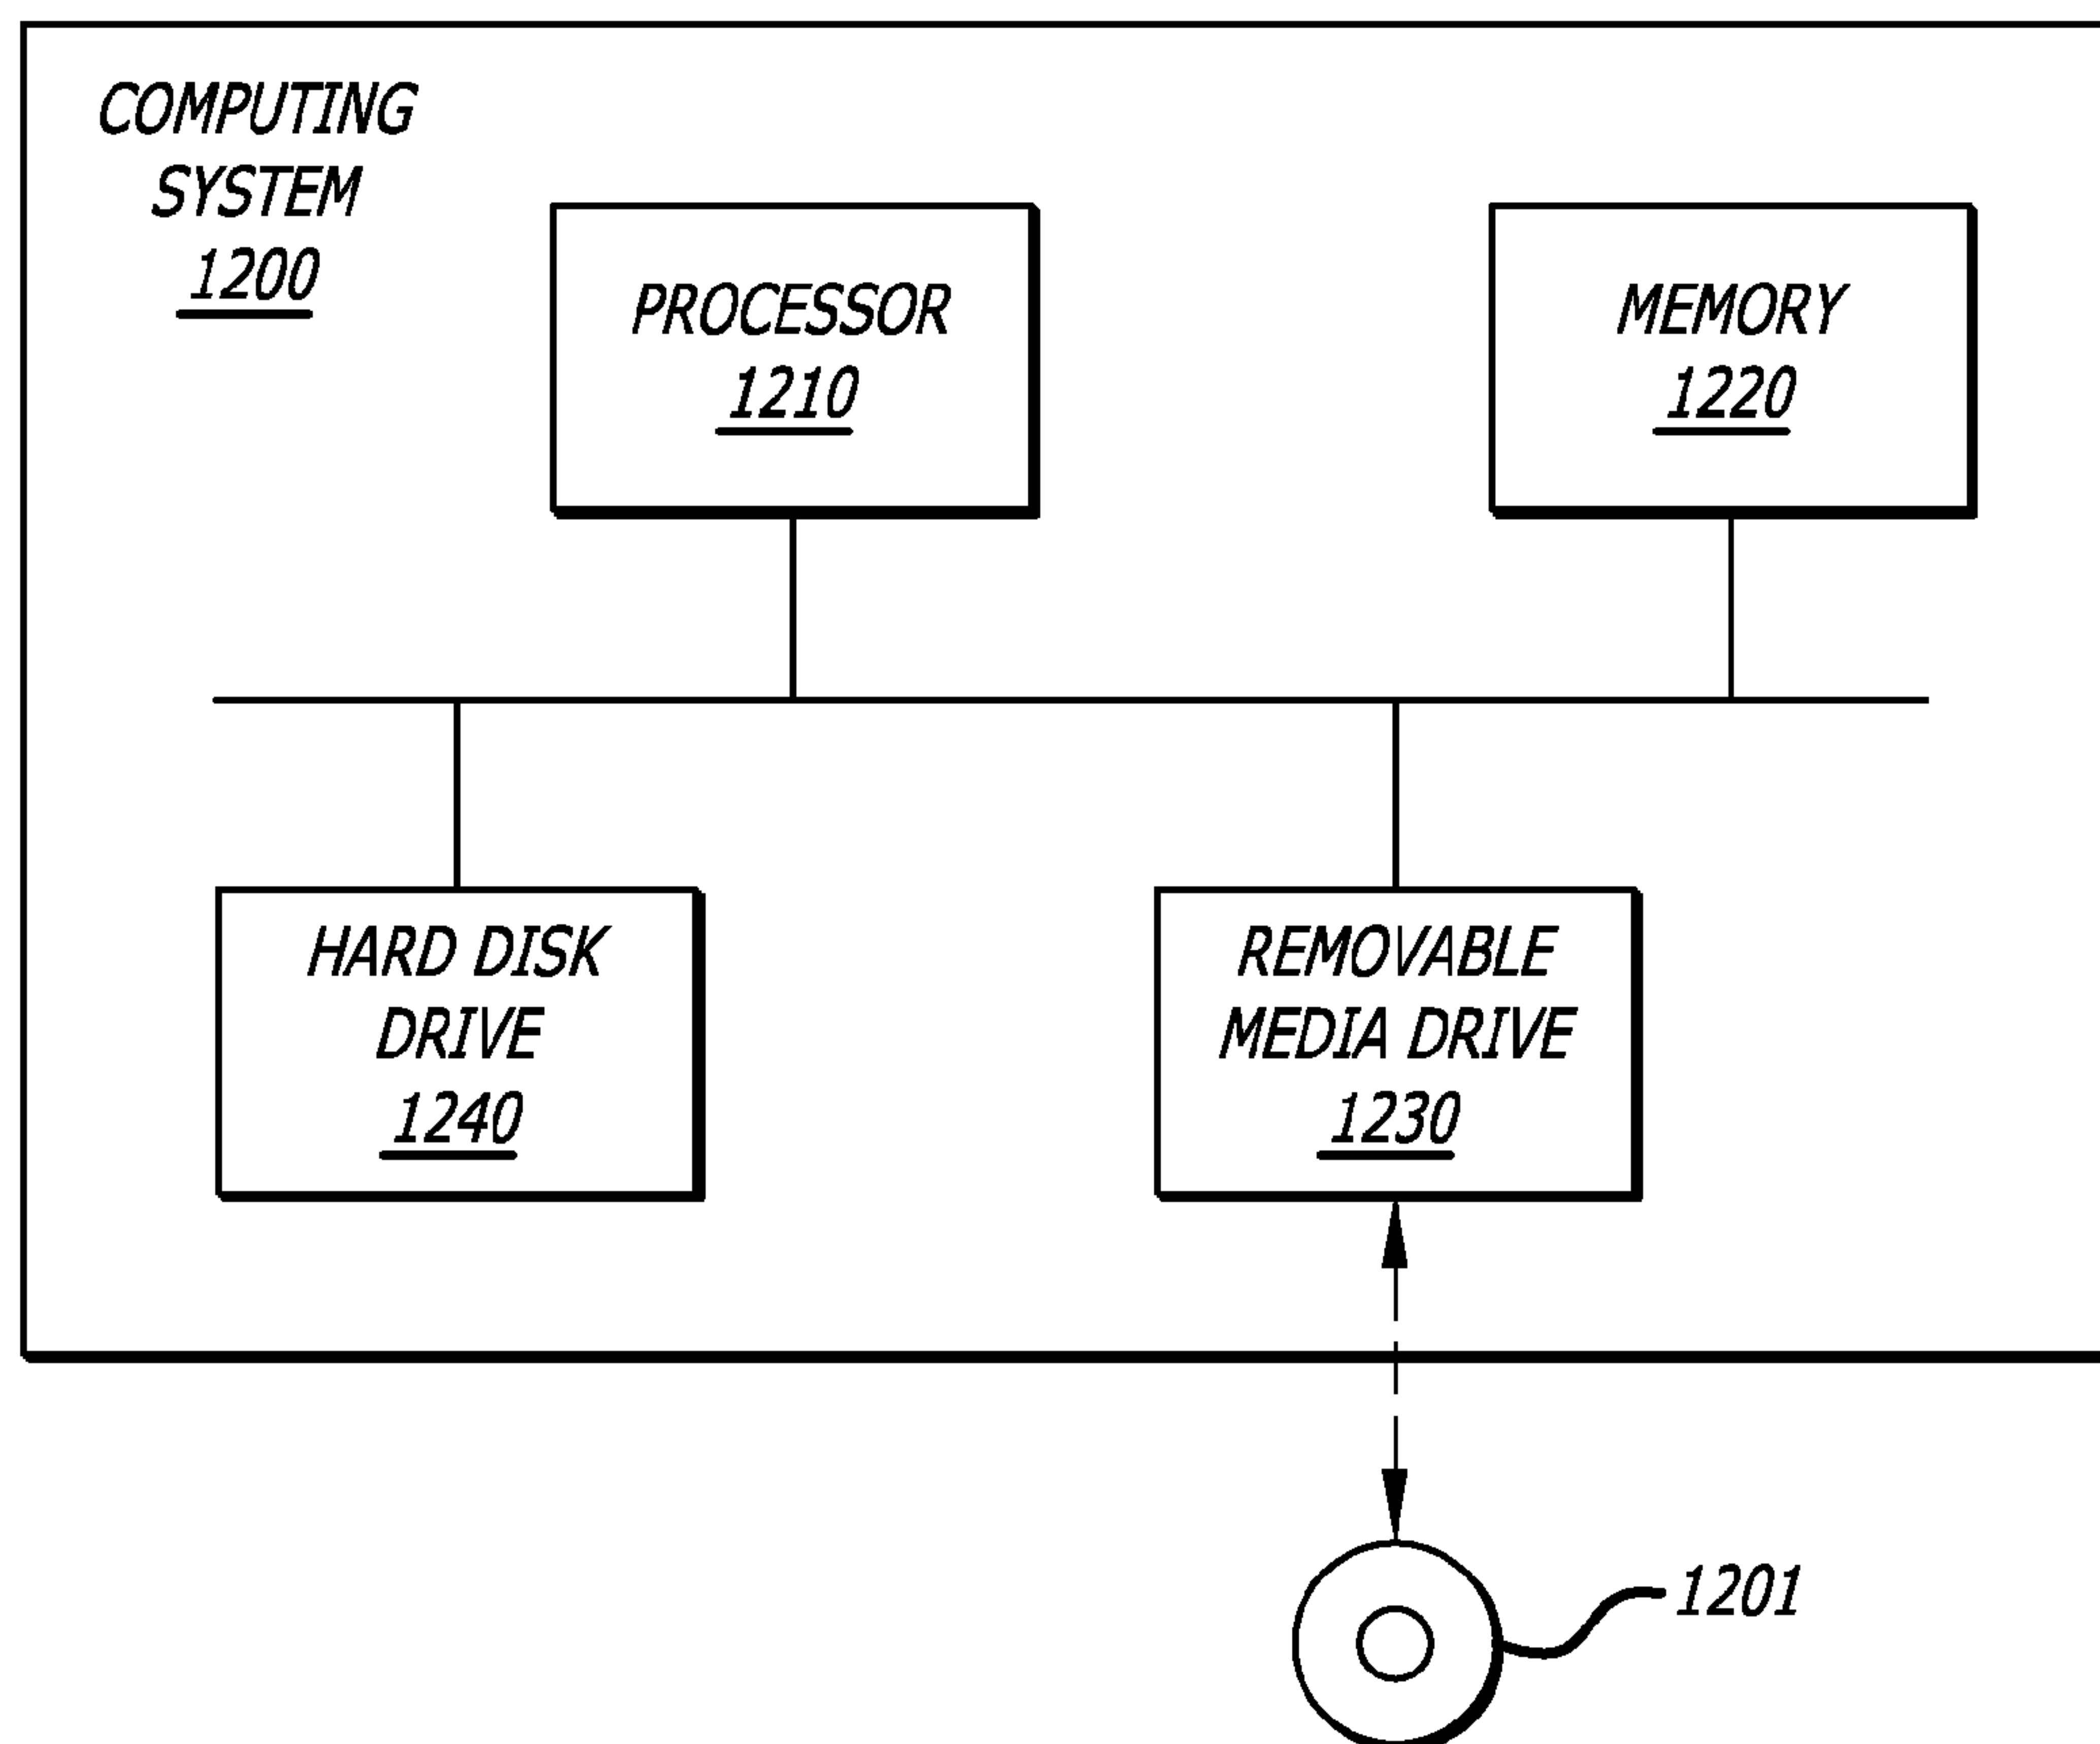 COMPUTING
SYSTEM
1200
PROCESSOR
1210
MEMORY
1220
HARD DISK
DRIVE
1240
REMOVABLE
MEDIA DRIVE
1230
1201